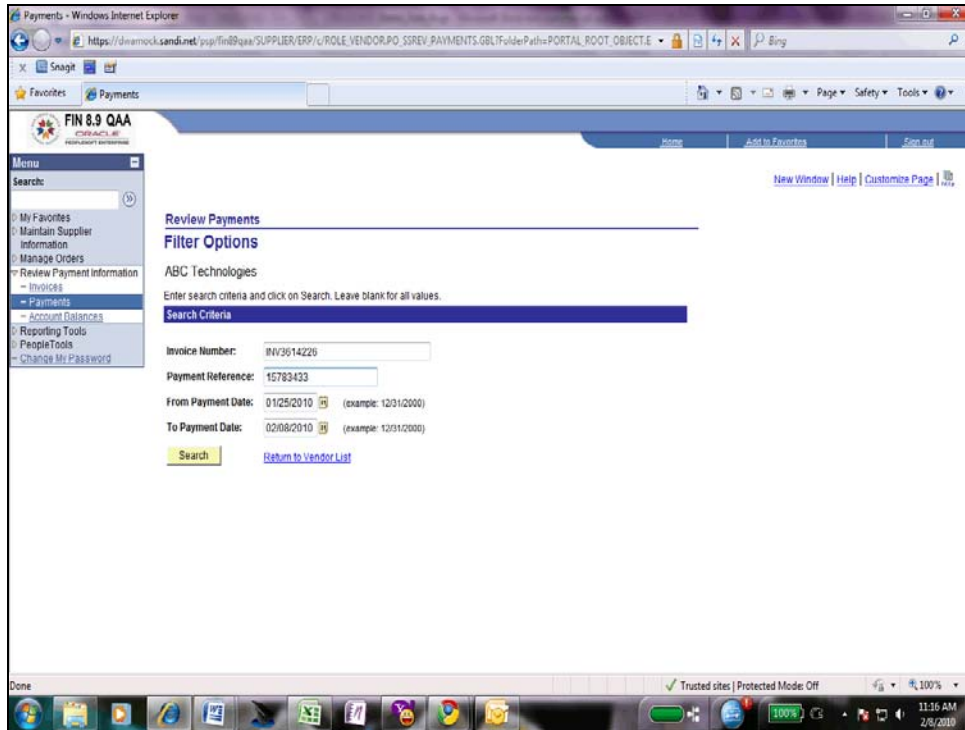 Payments - Windows Internet Explorer
https://dwarnock.sandi.net/psp/fin89qaa/SUPPLIER/ERP/c/ROLE_VENDOR.PO_SSREV_PAYMENTS.GBL?FolderPath=PORTAL_ROOT_OBJECT.E
Bing
x Snagit
Favorites Payments
Page Safety Tools
FIN 8.9 QAA
ORACLE
PEOPLESOFT ENTERPRISE
Home Add to Favorites Sign out
Menu
Search:
New Window | Help | Customize Page |
My Favorites
Maintain Supplier
Information
Manage Orders
Review Payment Information
– Invoices
– Payments
– Account Balances
Reporting Tools
PeopleTools
– Change My Password
Review Payments
Filter Options
ABC Technologies
Enter search criteria and click on Search. Leave blank for all values.
Search Criteria
Invoice Number: INV3614226
Payment Reference: 15783433
From Payment Date: 01/25/2010 (example: 12/31/2000)
To Payment Date: 02/08/2010 (example: 12/31/2000)
Search Return to Vendor List
Done
Trusted sites | Protected Mode: Off
100%
100%
11:16 AM
2/8/2010